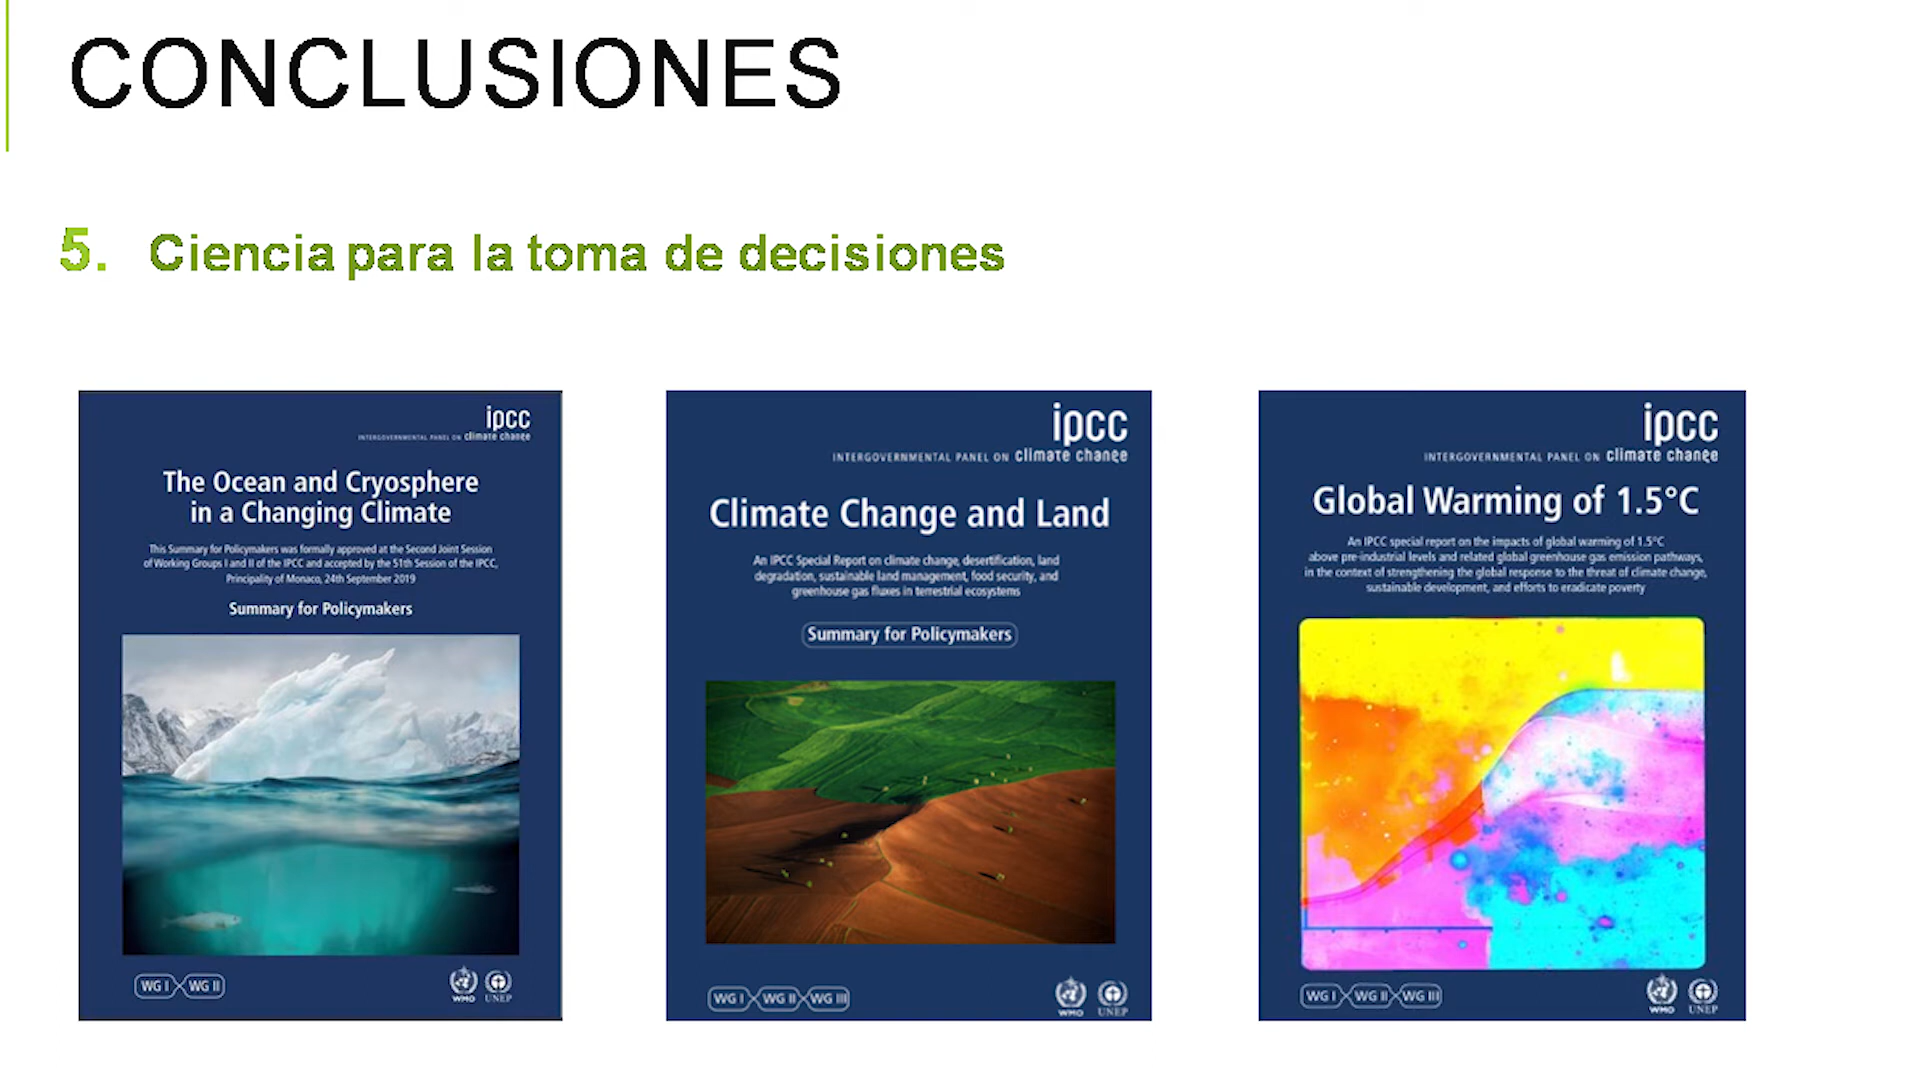 CONCLUSIONES
5. Ciencia para la toma de decisiones
ipcc
INTERGOVERNMENTAL PANEL ON climate change
The Ocean and Cryosphere
in a Changing Climate
This Summary for Policymakers was formally approved at the Second Joint Session
of Working Groups I and II of the IPCC and accepted by the 51th Session of the IPCC,
Principality of Monaco, 24th September 2019
Summary for Policymakers
WG I WG II
WMO UNEP
ipcc
INTERGOVERNMENTAL PANEL ON climate change
Climate Change and Land
An IPCC Special Report on climate change, desertification, land
degradation, sustainable land management, food security, and
greenhouse gas fluxes in terrestrial ecosystems
Summary for Policymakers
WG I WG II WG III
WMO UNEP
ipcc
INTERGOVERNMENTAL PANEL ON climate change
Global Warming of 1.5°C
An IPCC special report on the impacts of global warming of 1.5°C
above pre-industrial levels and related global greenhouse gas emission pathways,
in the context of strengthening the global response to the threat of climate change,
sustainable development, and efforts to eradicate poverty
WG I WG II WG III
WMO UNEP